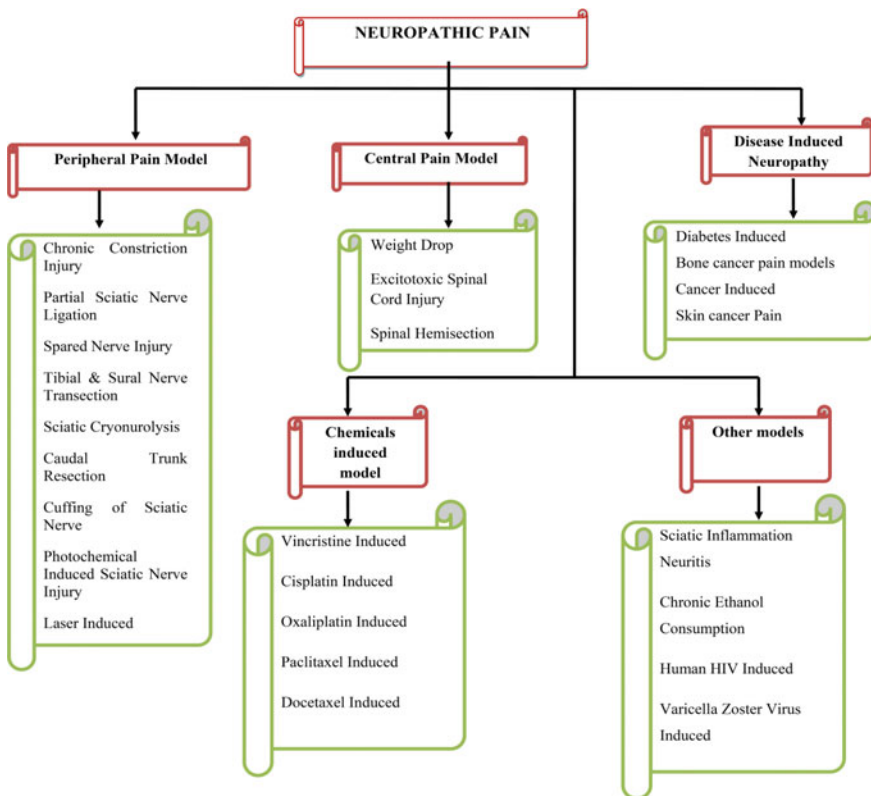 NEUROPATHIC PAIN
Peripheral Pain Model
Central Pain Model
Disease Induced
Neuropathy
Chronic Constriction
Injury
Partial Sciatic Nerve
Ligation
Spared Nerve Injury
Tibial & Sural Nerve
Transection
Sciatic Cryonurolysis
Caudal Trunk
Resection
Cuffing of Sciatic
Nerve
Photochemical
Induced Sciatic Nerve
Injury
Laser Induced
Weight Drop
Excitotoxic Spinal
Cord Injury
Spinal Hemisection
Diabetes Induced
Bone cancer pain models
Cancer Induced
Skin cancer Pain
Chemicals
induced
model
Other models
Vincristine Induced
Cisplatin Induced
Oxaliplatin Induced
Paclitaxel Induced
Docetaxel Induced
Sciatic Inflammation
Neuritis
Chronic Ethanol
Consumption
Human HIV Induced
Varicella Zoster Virus
Induced